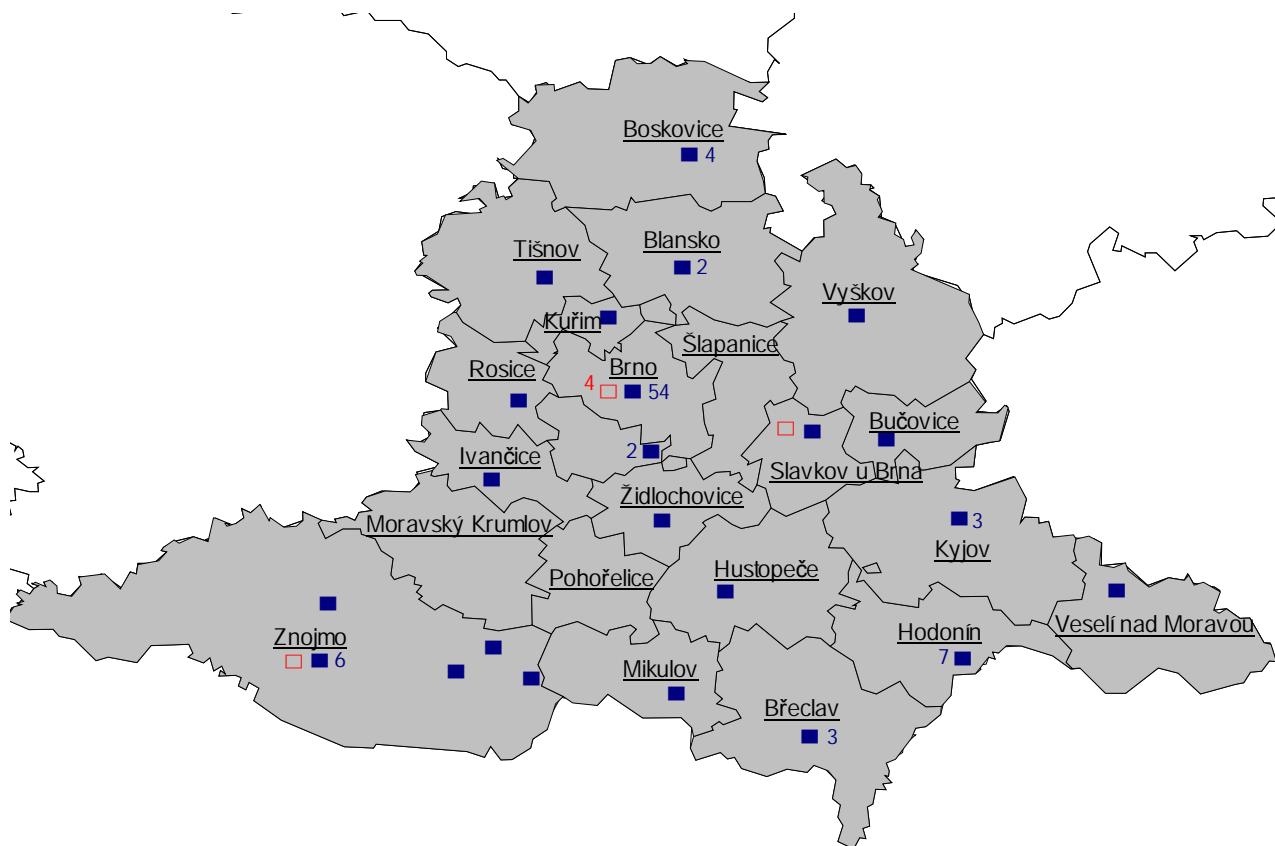 Boskovice
4
Blansko
2
Tišnov
Vyškov
Kuřim
Šlapanice
Brno
4
54
Rosice
Bučovice
2
Ivančice
Slavkov u Brna
Židlochovice
Moravský Krumlov
3
Kyjov
Pohořelice
Hustopeče
Veselí nad Moravou
Znojmo
6
Hodonín
7
Mikulov
Břeclav
3